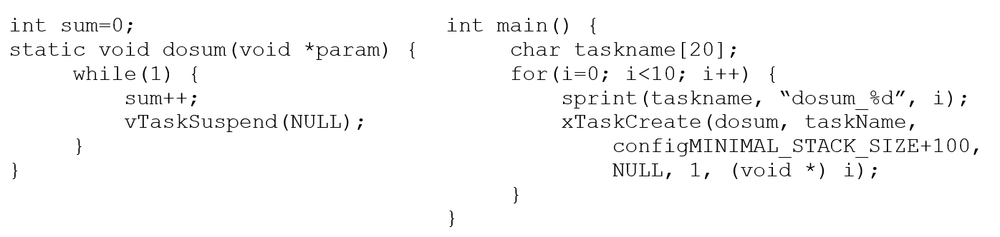 int sum=0;
static void dosum(void *param) {
     while(1) {
         sum++;
         vTaskSuspend(NULL);
     }
}
int main() {
     char taskname[20];
     for(i=0; i<10; i++) {
         sprint(taskname, “dosum_%d”, i);
         xTaskCreate(dosum, taskName,
             configMINIMAL_STACK_SIZE+100,
             NULL, 1, (void *) i);
     }
}